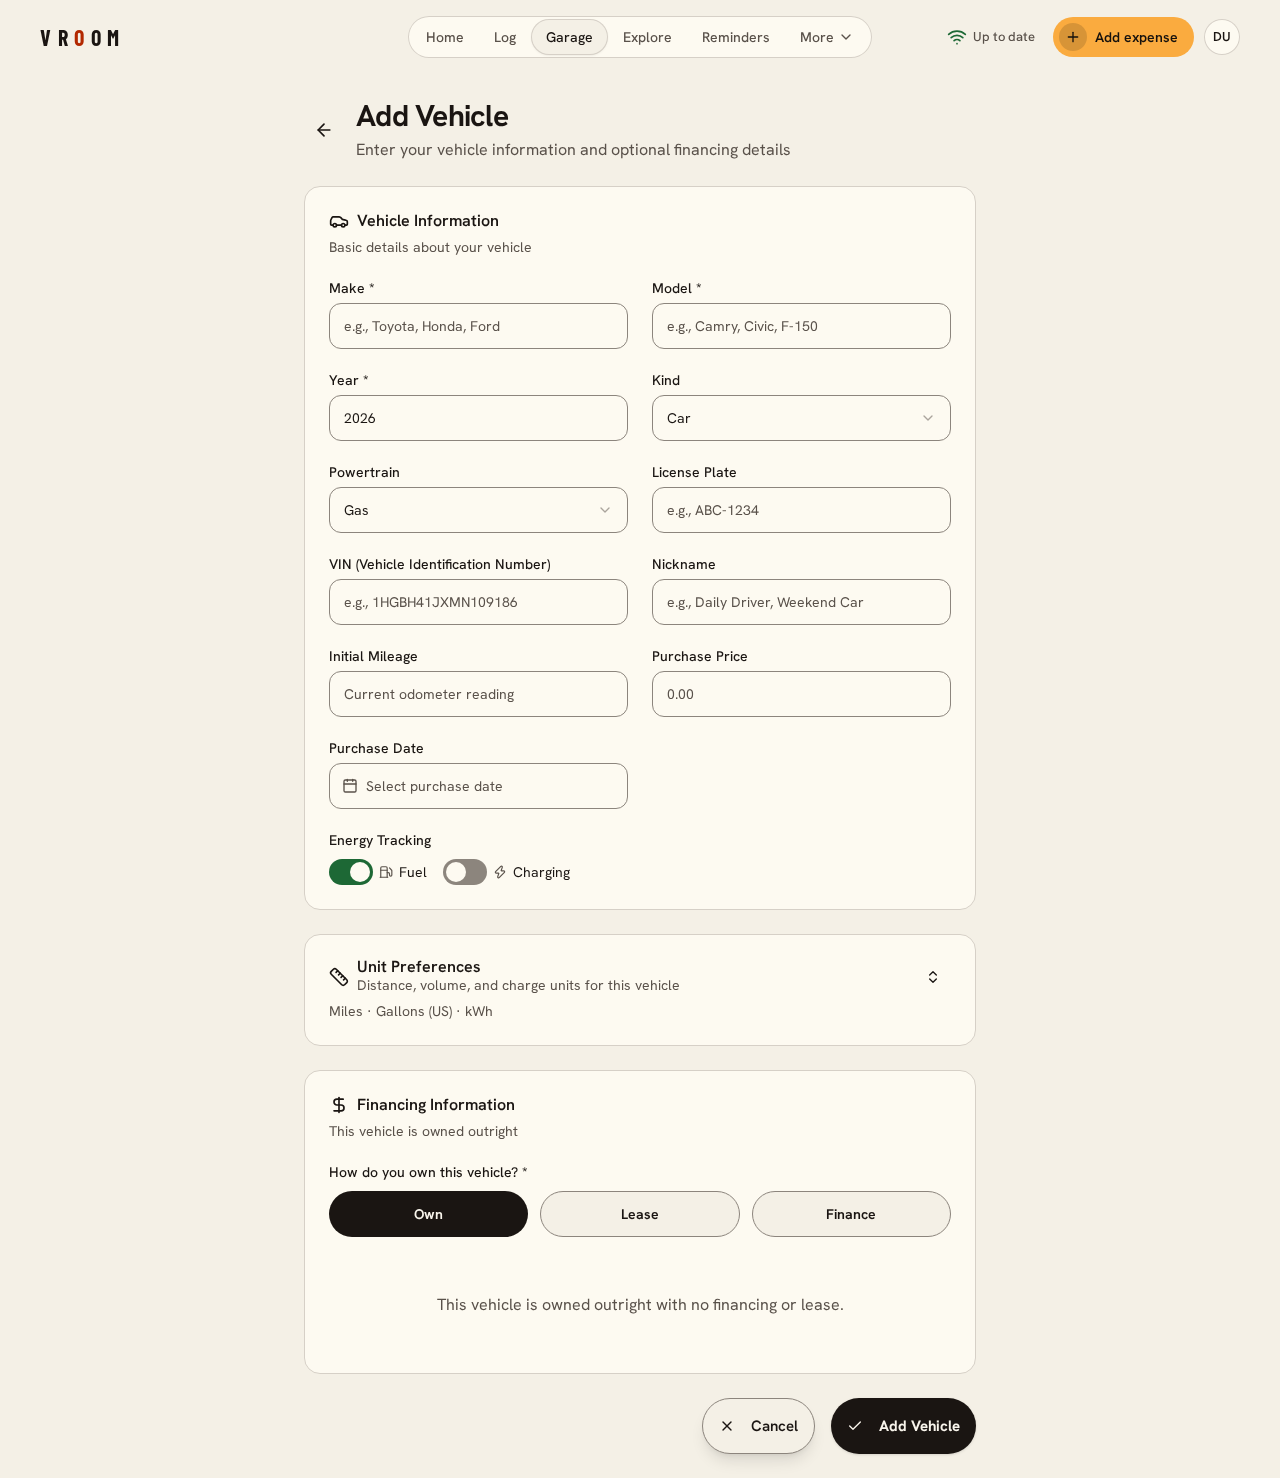 VROOM
Home Log Garage Explore Reminders More
Up to date
Add expense
DU
Add Vehicle
Enter your vehicle information and optional financing details
Vehicle Information
Basic details about your vehicle
Make * Model *
e.g., Toyota, Honda, Ford e.g., Camry, Civic, F-150
Year * Kind
2026 Car
Powertrain License Plate
Gas e.g., ABC-1234
VIN (Vehicle Identification Number) Nickname
e.g., 1HGBH41JXMN109186 e.g., Daily Driver, Weekend Car
Initial Mileage Purchase Price
Current odometer reading 0.00
Purchase Date
Select purchase date
Energy Tracking
Fuel Charging
Unit Preferences
Distance, volume, and charge units for this vehicle
Miles · Gallons (US) · kWh
Financing Information
This vehicle is owned outright
How do you own this vehicle? *
Own Lease Finance
This vehicle is owned outright with no financing or lease.
Cancel Add Vehicle